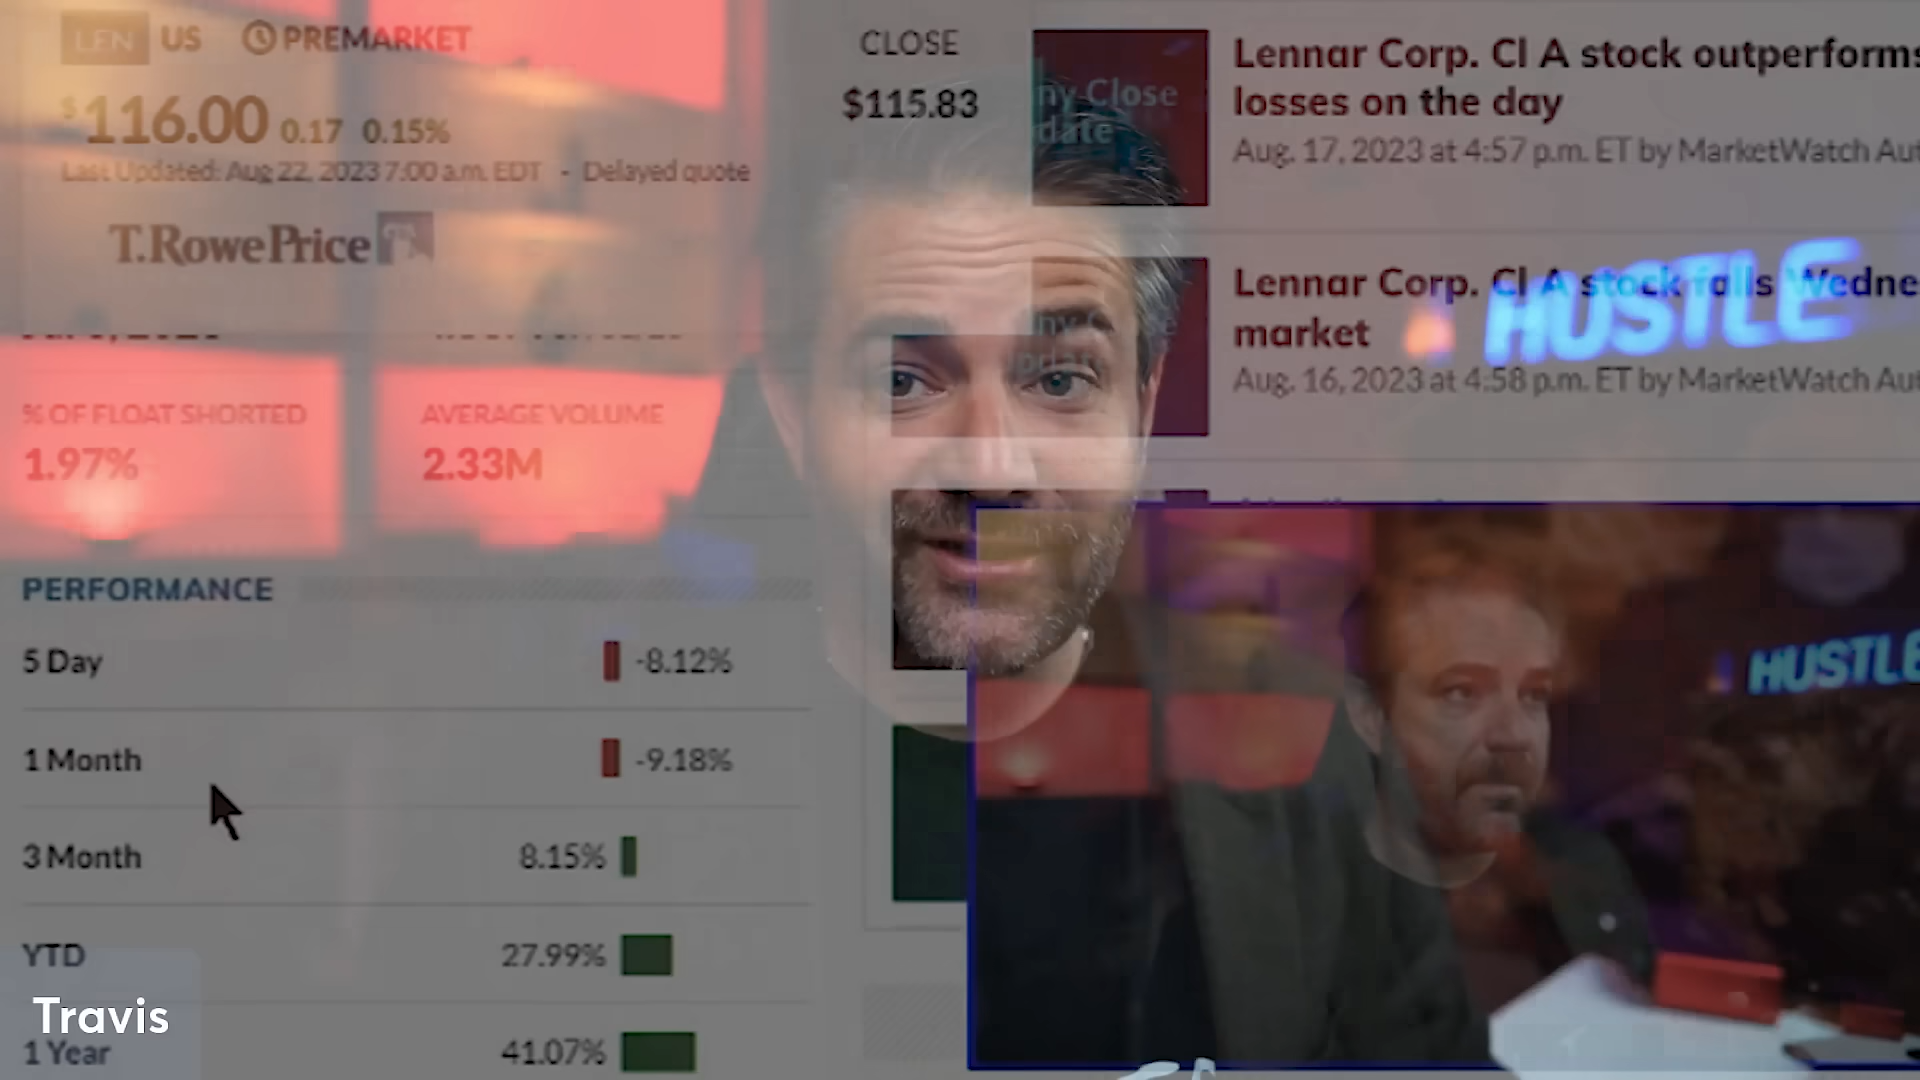 LEN US PREMARKET
$116.00 0.17 0.15%
Last Updated: Aug 22, 2023 7:00 a.m. EDT - Delayed quote
T.RowePrice
CLOSE
$115.83
ny Close
date
Lennar Corp. Cl A stock outperforms
losses on the day
Aug. 17, 2023 at 4:57 p.m. ET by MarketWatch Aut
Lennar Corp. Cl A stock falls Wedne
market
Aug. 16, 2023 at 4:58 p.m. ET by MarketWatch Aut
HUSTLE
% OF FLOAT SHORTED
1.97%
AVERAGE VOLUME
2.33M
PERFORMANCE
5 Day -8.12%
1 Month -9.18%
3 Month 8.15%
YTD 27.99%
1 Year 41.07%
HUSTLE
Travis